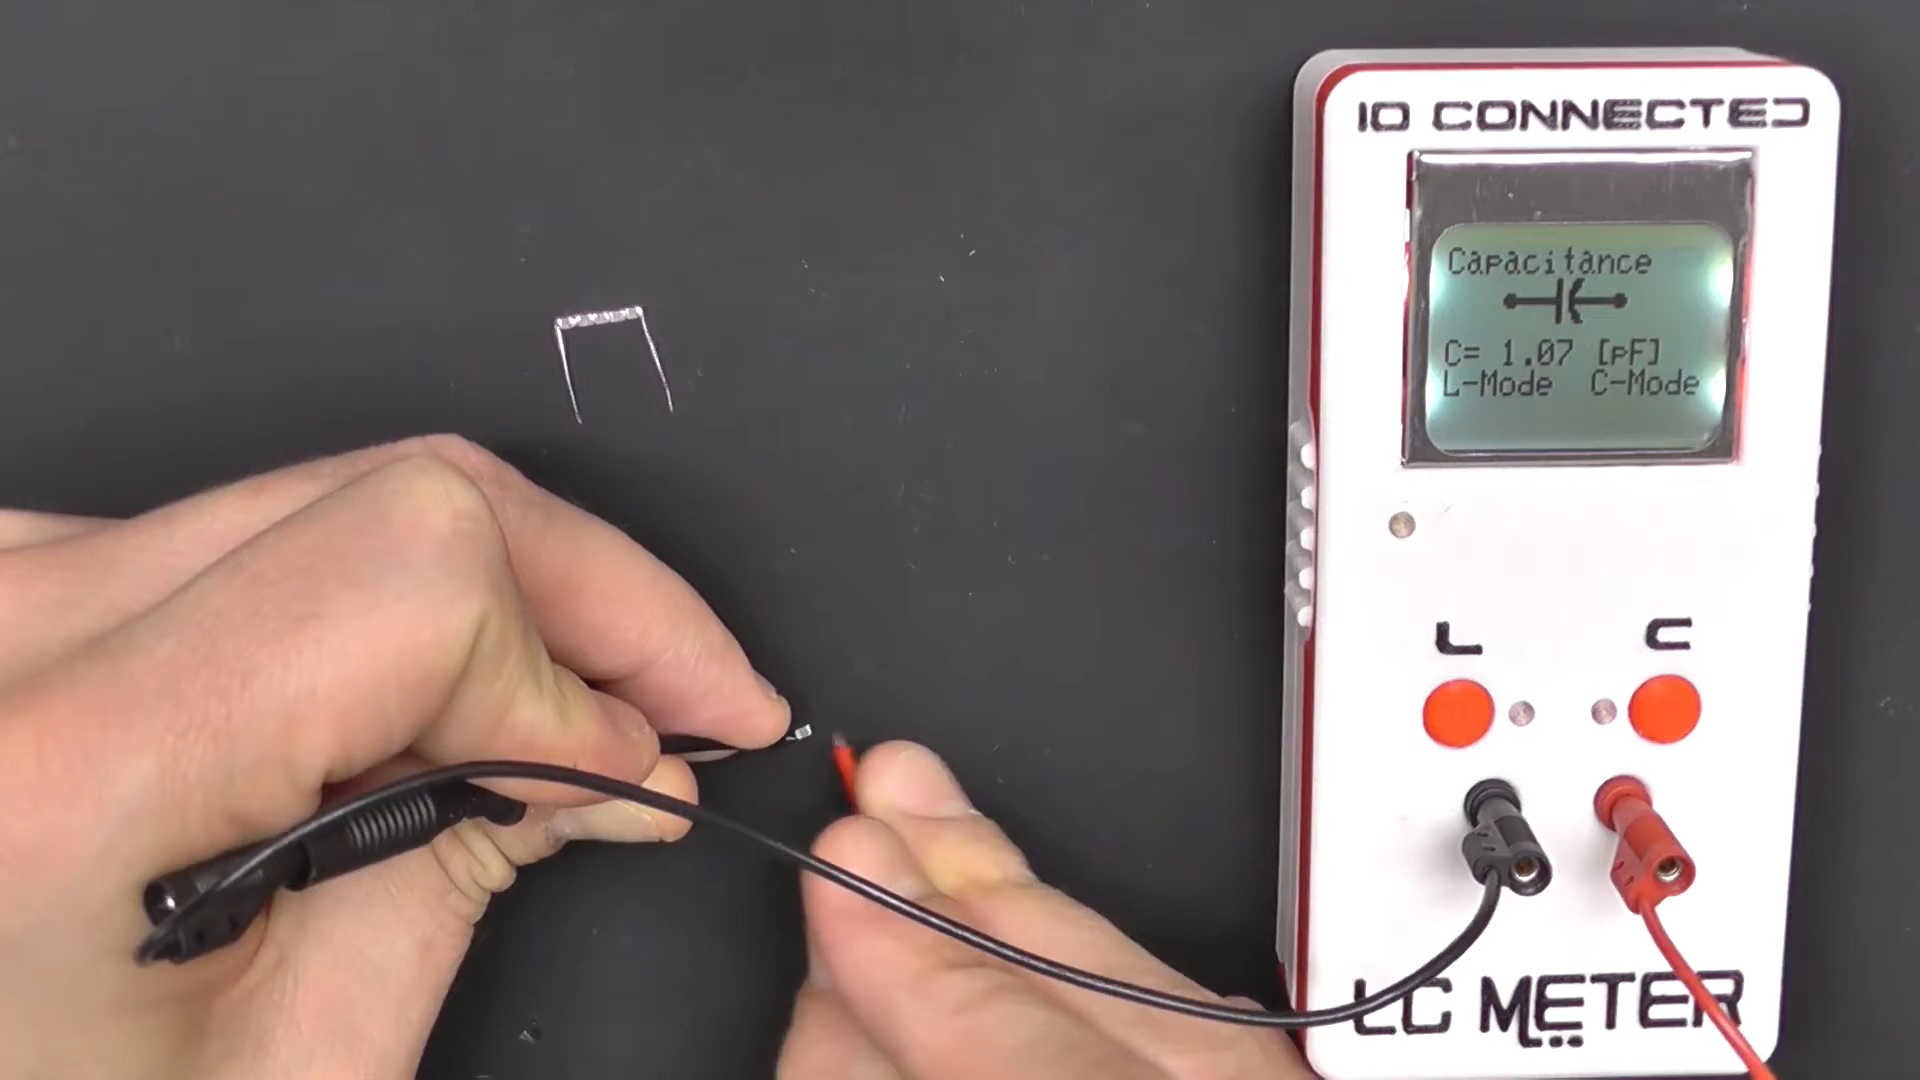 IO CONNECTED
Capacitance
C= 1.07 [pF]
L-Mode C-Mode
L C
LC METER